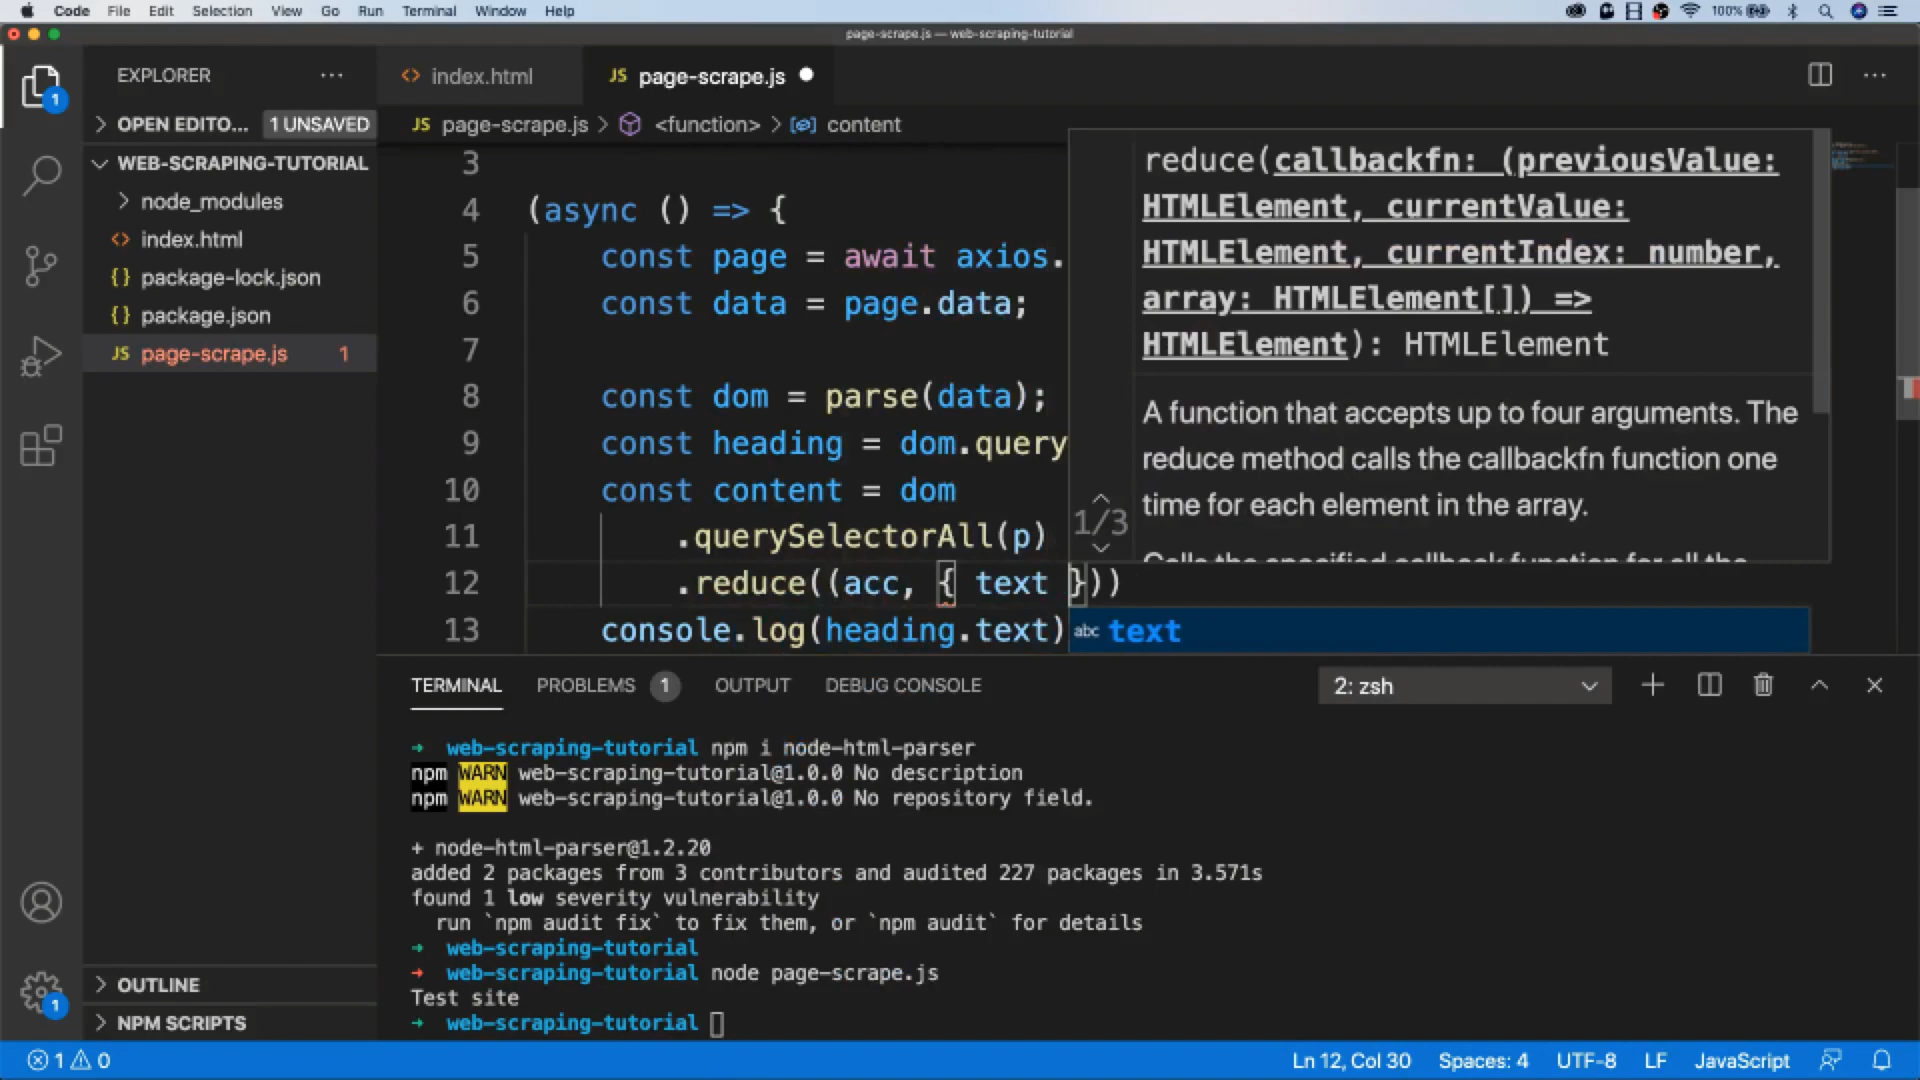 Code File Edit Selection View Go Run Terminal Window Help 100%
page-scrape.js — web-scraping-tutorial
EXPLORER
index.html
JS page-scrape.js
OPEN EDITO... 1 UNSAVED
JS page-scrape.js > <function> > content
WEB-SCRAPING-TUTORIAL
node_modules
index.html
{} package-lock.json
{} package.json
JS page-scrape.js 1
1
3
4 (async () => {
5 const page = await axios.
6 const data = page.data;
7
8 const dom = parse(data);
9 const heading = dom.query
10 const content = dom
11 .querySelectorAll(p)
12 .reduce((acc, { text }))
13 console.log(heading.text)
reduce(callbackfn: (previousValue:
HTMLElement, currentValue:
HTMLElement, currentIndex: number,
array: HTMLElement[]) =>
HTMLElement): HTMLElement
A function that accepts up to four arguments. The
reduce method calls the callbackfn function one
time for each element in the array.
1/3
Calls the specified callback function for all the
abc text
TERMINAL PROBLEMS 1 OUTPUT DEBUG CONSOLE 2: zsh
→ web-scraping-tutorial npm i node-html-parser
npm WARN web-scraping-tutorial@1.0.0 No description
npm WARN web-scraping-tutorial@1.0.0 No repository field.
+ node-html-parser@1.2.20
added 2 packages from 3 contributors and audited 227 packages in 3.571s
found 1 low severity vulnerability
run `npm audit fix` to fix them, or `npm audit` for details
→ web-scraping-tutorial
→ web-scraping-tutorial node page-scrape.js
Test site
→ web-scraping-tutorial
OUTLINE
1
NPM SCRIPTS
1 0 Ln 12, Col 30 Spaces: 4 UTF-8 LF JavaScript